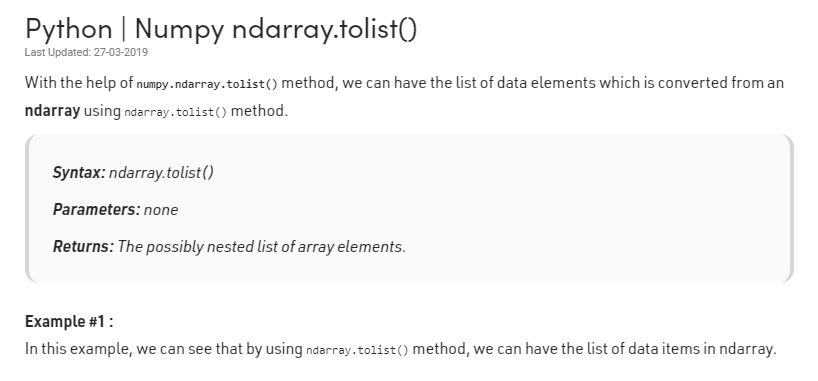 Python | Numpy ndarray.tolist()
Last Updated: 27-03-2019
With the help of numpy.ndarray.tolist() method, we can have the list of data elements which is converted from an
ndarray using ndarray.tolist() method.
Syntax: ndarray.tolist()
Parameters: none
Returns: The possibly nested list of array elements.
Example #1 :
In this example, we can see that by using ndarray.tolist() method, we can have the list of data items in ndarray.